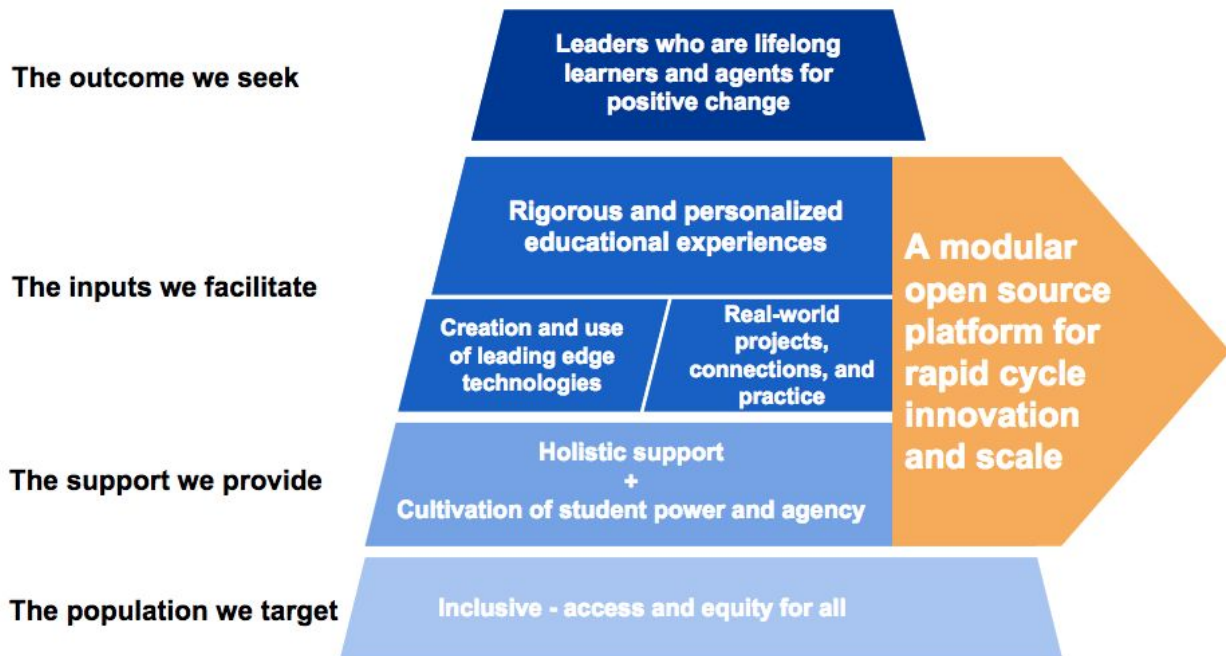 The outcome we seek
Leaders who are lifelong
learners and agents for
positive change
The inputs we facilitate
Rigorous and personalized
educational experiences
Creation and use
of leading edge
technologies
Real-world
projects,
connections, and
practice
A modular
open source
platform for
rapid cycle
innovation
and scale
The support we provide
Holistic support
+
Cultivation of student power and agency
The population we target
Inclusive - access and equity for all